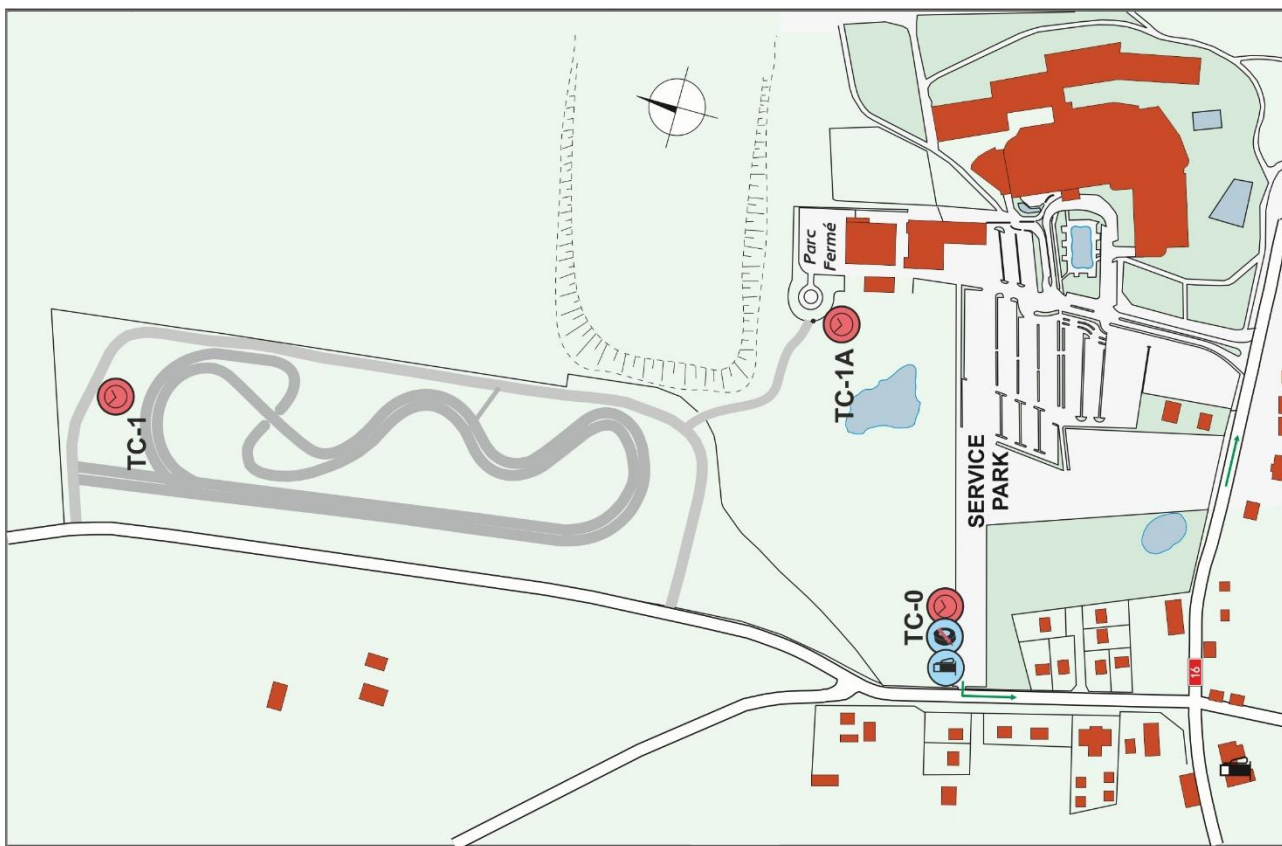 Parc
Fermé
TC-1A
TC-1
SERVICE
PARK
TC-0
16